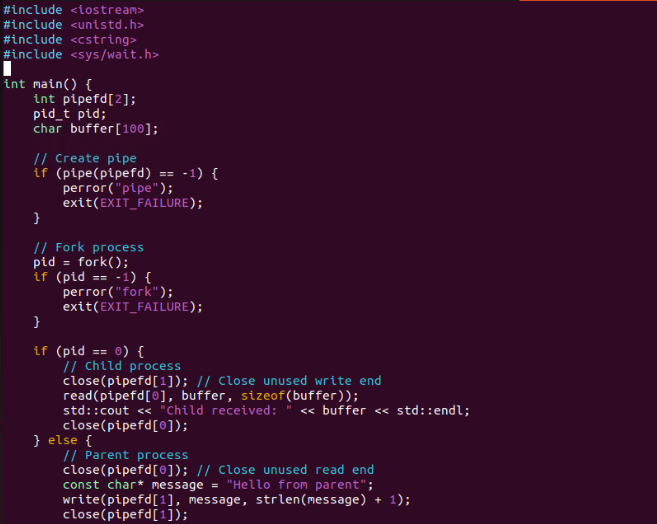 #include <iostream>
#include <unistd.h>
#include <cstring>
#include <sys/wait.h>
int main() {
    int pipefd[2];
    pid_t pid;
    char buffer[100];
    // Create pipe
    if (pipe(pipefd) == -1) {
        perror("pipe");
        exit(EXIT_FAILURE);
    }
    // Fork process
    pid = fork();
    if (pid == -1) {
        perror("fork");
        exit(EXIT_FAILURE);
    }
    if (pid == 0) {
        // Child process
        close(pipefd[1]); // Close unused write end
        read(pipefd[0], buffer, sizeof(buffer));
        std::cout << "Child received: " << buffer << std::endl;
        close(pipefd[0]);
    } else {
        // Parent process
        close(pipefd[0]); // Close unused read end
        const char* message = "Hello from parent";
        write(pipefd[1], message, strlen(message) + 1);
        close(pipefd[1]);